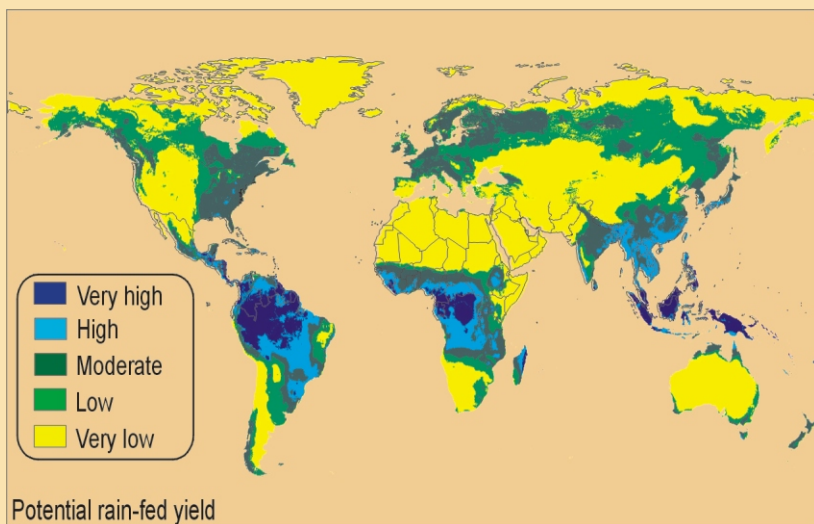 Very high
High
Moderate
Low
Very low
Potential rain-fed yield